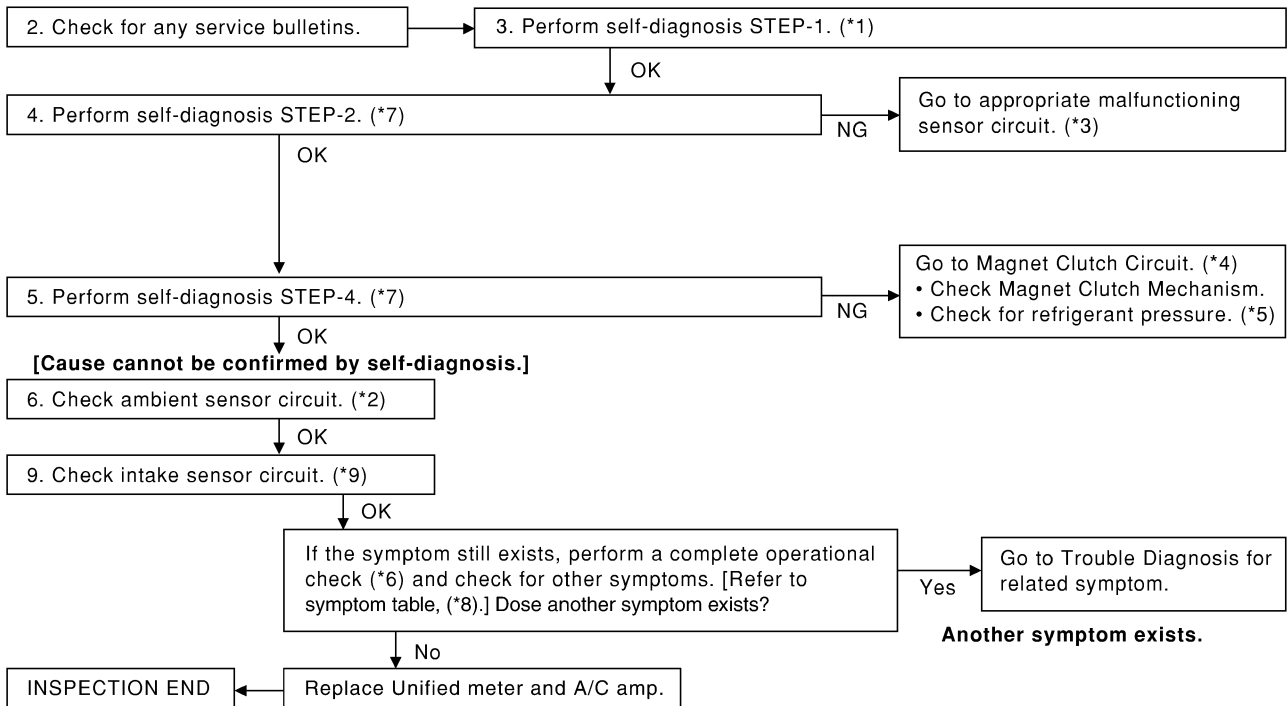 2. Check for any service bulletins.
3. Perform self-diagnosis STEP-1. (*1)
OK
4. Perform self-diagnosis STEP-2. (*7)
NG
Go to appropriate malfunctioning
sensor circuit. (*3)
OK
5. Perform self-diagnosis STEP-4. (*7)
NG
Go to Magnet Clutch Circuit. (*4)
• Check Magnet Clutch Mechanism.
• Check for refrigerant pressure. (*5)
OK
[Cause cannot be confirmed by self-diagnosis.]
6. Check ambient sensor circuit. (*2)
OK
9. Check intake sensor circuit. (*9)
OK
If the symptom still exists, perform a complete operational
check (*6) and check for other symptoms. [Refer to
symptom table, (*8).] Dose another symptom exists?
Yes
Go to Trouble Diagnosis for
related symptom.
Another symptom exists.
No
INSPECTION END
Replace Unified meter and A/C amp.